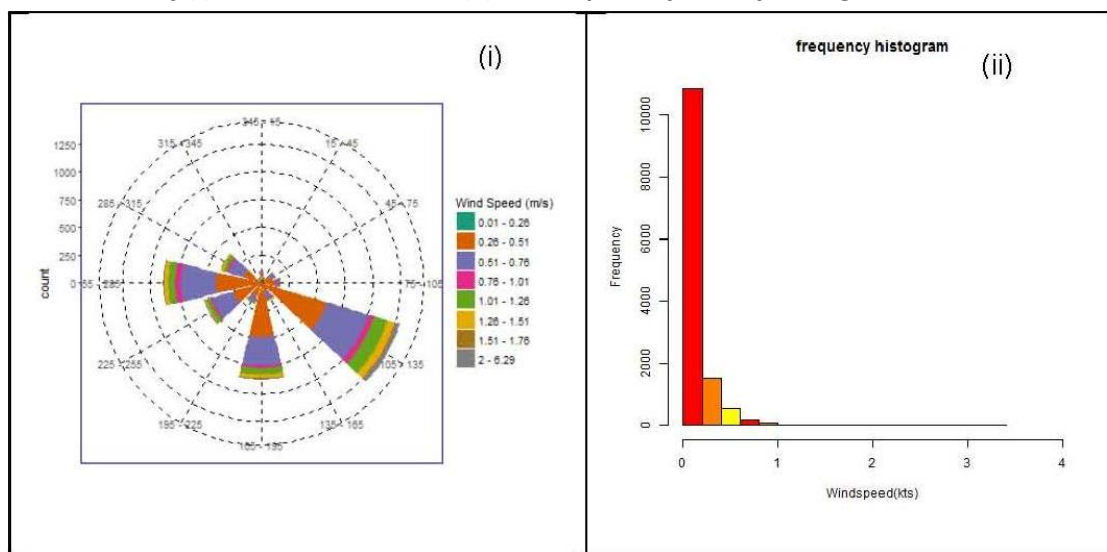 (i)
345 - 15
315 - 345
15 - 45
1250
1000
750
500
250
0
count
285 - 315
45 - 75
55 - 285
75 - 105
225 - 255
105 - 135
195 - 225
135 - 165
165 - 195
Wind Speed (m/s)
0.01 - 0.26
0.26 - 0.51
0.51 - 0.76
0.76 - 1.01
1.01 - 1.26
1.26 - 1.51
1.51 - 1.76
2 - 6.29
frequency histogram
(ii)
Frequency
10000
8000
6000
4000
2000
0
0 1 2 3 4
Windspeed(kts)